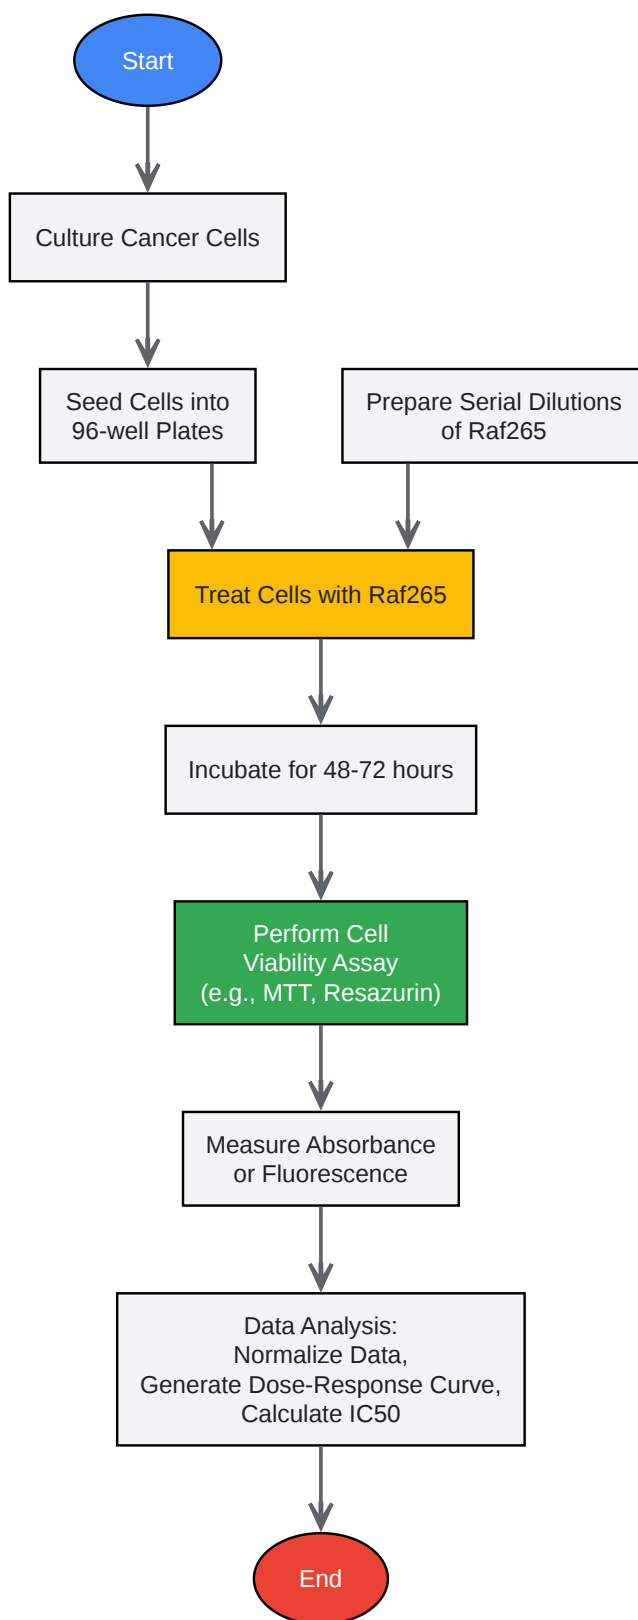 Start
Culture Cancer Cells
Seed Cells into
96-well Plates
Prepare Serial Dilutions
of Raf265
Treat Cells with Raf265
Incubate for 48-72 hours
Perform Cell
Viability Assay
(e.g., MTT, Resazurin)
Measure Absorbance
or Fluorescence
Data Analysis:
Normalize Data,
Generate Dose-Response Curve,
Calculate IC50
End